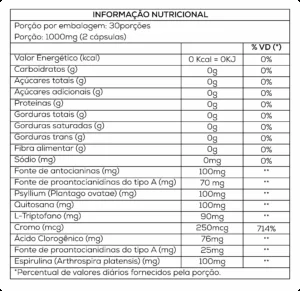 INFORMAÇÃO NUTRICIONAL
Porção por embalagem: 30porções
Porção: 1000mg (2 cápsulas)
% VD (*)
Valor Energético (kcal) 0 Kcal = 0KJ 0%
Carboidratos (g) 0g 0%
Açúcares totais (g) 0g 0%
Açúcares adicionais (g) 0g 0%
Proteinas (g) 0g 0%
Gorduras totais (g) 0g 0%
Gorduras saturadas (g) 0g 0%
Gorduras trans (g) 0g 0%
Fibra alimentar (g) 0g 0%
Sódio (mg) 0mg 0%
Fonte de antocianinas (mg) 100mg **
Fonte de proantocianidinos do tipo A (mg) 70 mg **
Psyllium (Plantago ovatae) (mg) 100mg **
Quitosana (mg) 100mg **
L-Triptofano (mg) 90mg **
Cromo (mcg) 250mcg 714%
Ácido Clorogênico (mg) 76mg **
Fonte de proantocianidinos do tipo A (mg) 25mg **
Espirulina (Arthrospira platensis) (mg) 100mg **
*Percentual de valores diários fornecidos pela porção.